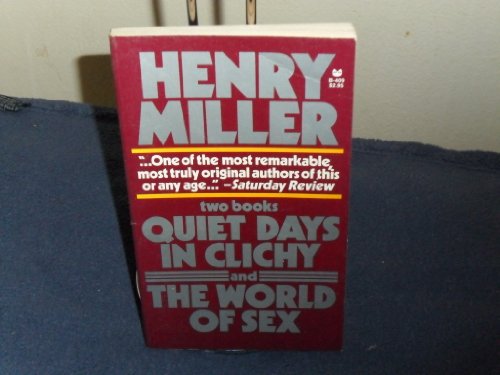 HENRY
MILLER
B-409
$2.95
"...One of the most remarkable,
most truly original authors of this
or any age..." —Saturday Review
two books
QUIET DAYS
IN CLICHY
and
THE WORLD
OF SEX